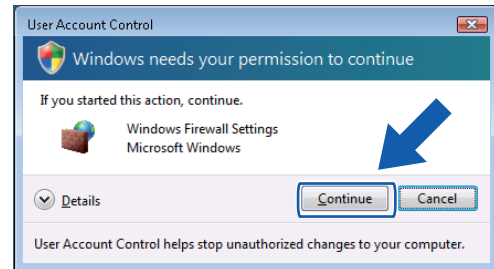 User Account Control
Windows needs your permission to continue
If you started this action, continue.
Windows Firewall Settings
Microsoft Windows
Details
Continue
Cancel
User Account Control helps stop unauthorized changes to your computer.